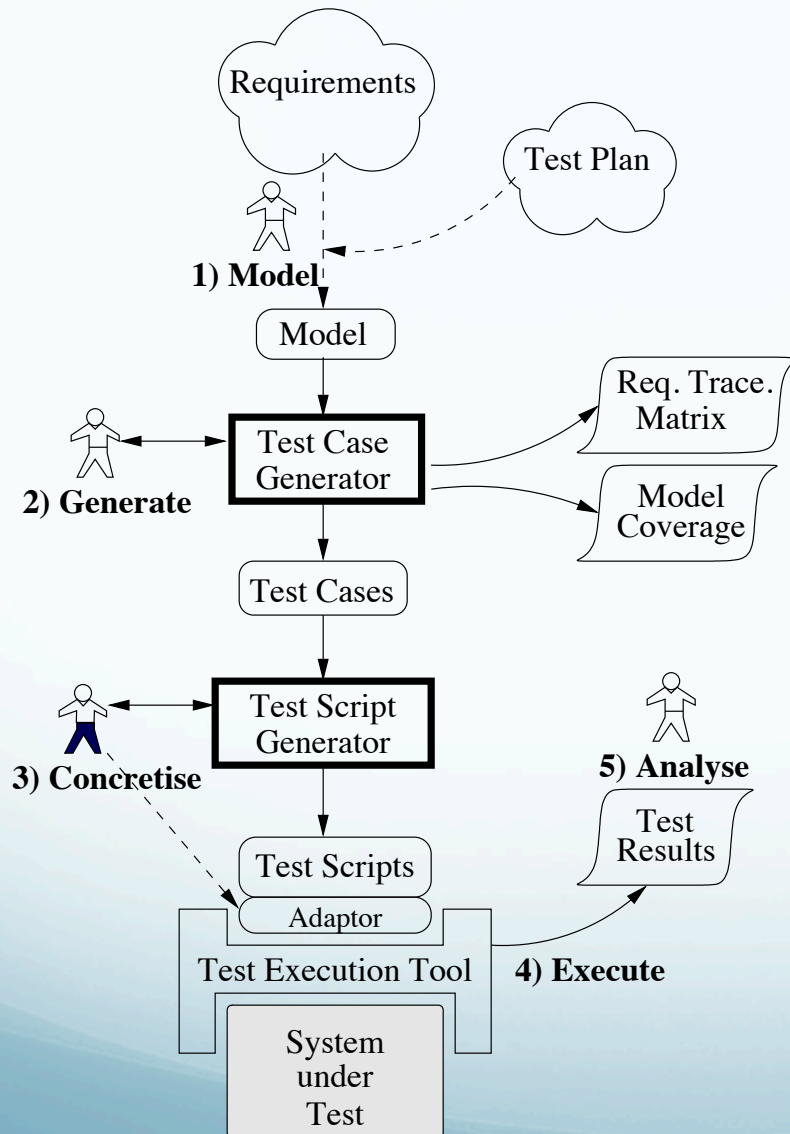 Requirements
Test Plan
1) Model
Model
Req. Trace.
Matrix
Test Case
Generator
2) Generate
Model
Coverage
Test Cases
Test Script
Generator
3) Concretise
5) Analyse
Test
Results
Test Scripts
Adaptor
Test Execution Tool
4) Execute
System
under
Test